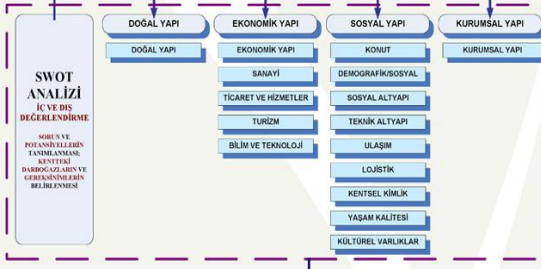 DOĞAL YAPI
EKONOMİK YAPI
SOSYAL YAPI
KURUMSAL YAPI
SWOT
ANALİZİ
İÇ VE DIŞ
DEĞERLENDİRME
SORUN VE
POTANSİYELLERİN
TANIMLANMASI;
KENTTEKİ
DARBOĞAZLARIN VE
GEREKSİNİMLERİN
BELİRLENMESİ
DOĞAL YAPI
EKONOMİK YAPI
SANAYİ
TİCARET VE HİZMETLER
TURİZM
BİLİM VE TEKNOLOJİ
KONUT
DEMOGRAFİK/SOSYAL
SOSYAL ALTYAPI
TEKNİK ALTYAPI
ULAŞIM
LOJİSTİK
KENTSEL KİMLİK
YAŞAM KALİTESİ
KÜLTÜREL VARLIKLAR
KURUMSAL YAPI